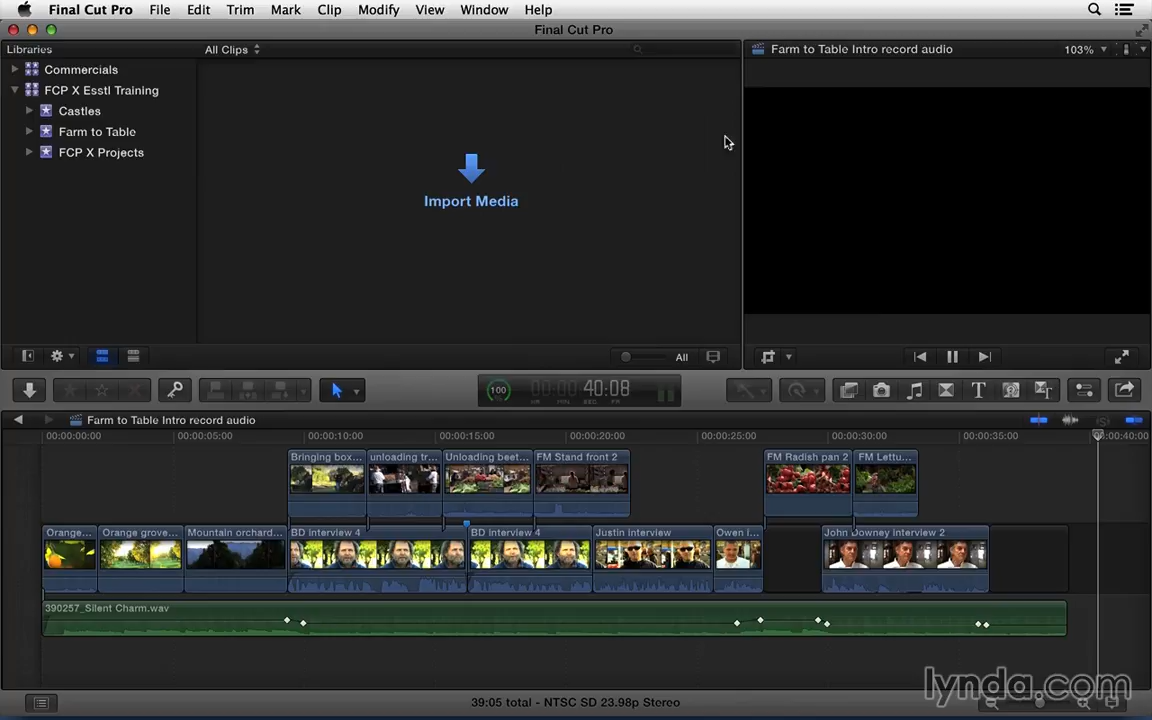 Final Cut Pro File Edit Trim Mark Clip Modify View Window Help
Final Cut Pro
Libraries All Clips Farm to Table Intro record audio 103%
Commercials
FCP X Esstl Training
Castles
Farm to Table
FCP X Projects
Import Media
All
100 00:00:40:08
HR MIN SEC FR
Farm to Table Intro record audio
00:00:00:00 00:00:05:00 00:00:10:00 00:00:15:00 00:00:20:00 00:00:25:00 00:00:30:00 00:00:35:00 00:00:40:00
Bringing box... unloading tr... Unloading beet... FM Stand front 2 FM Radish pan 2 FM Lettu...
Orange... Orange grove... Mountain orchard... BD Interview 4 BD Interview 4 Justin interview Owen i... John Downey interview 2
390257_Silent Charm.wav
lynda.com
39:05 total - NTSC SD 23.98p Stereo